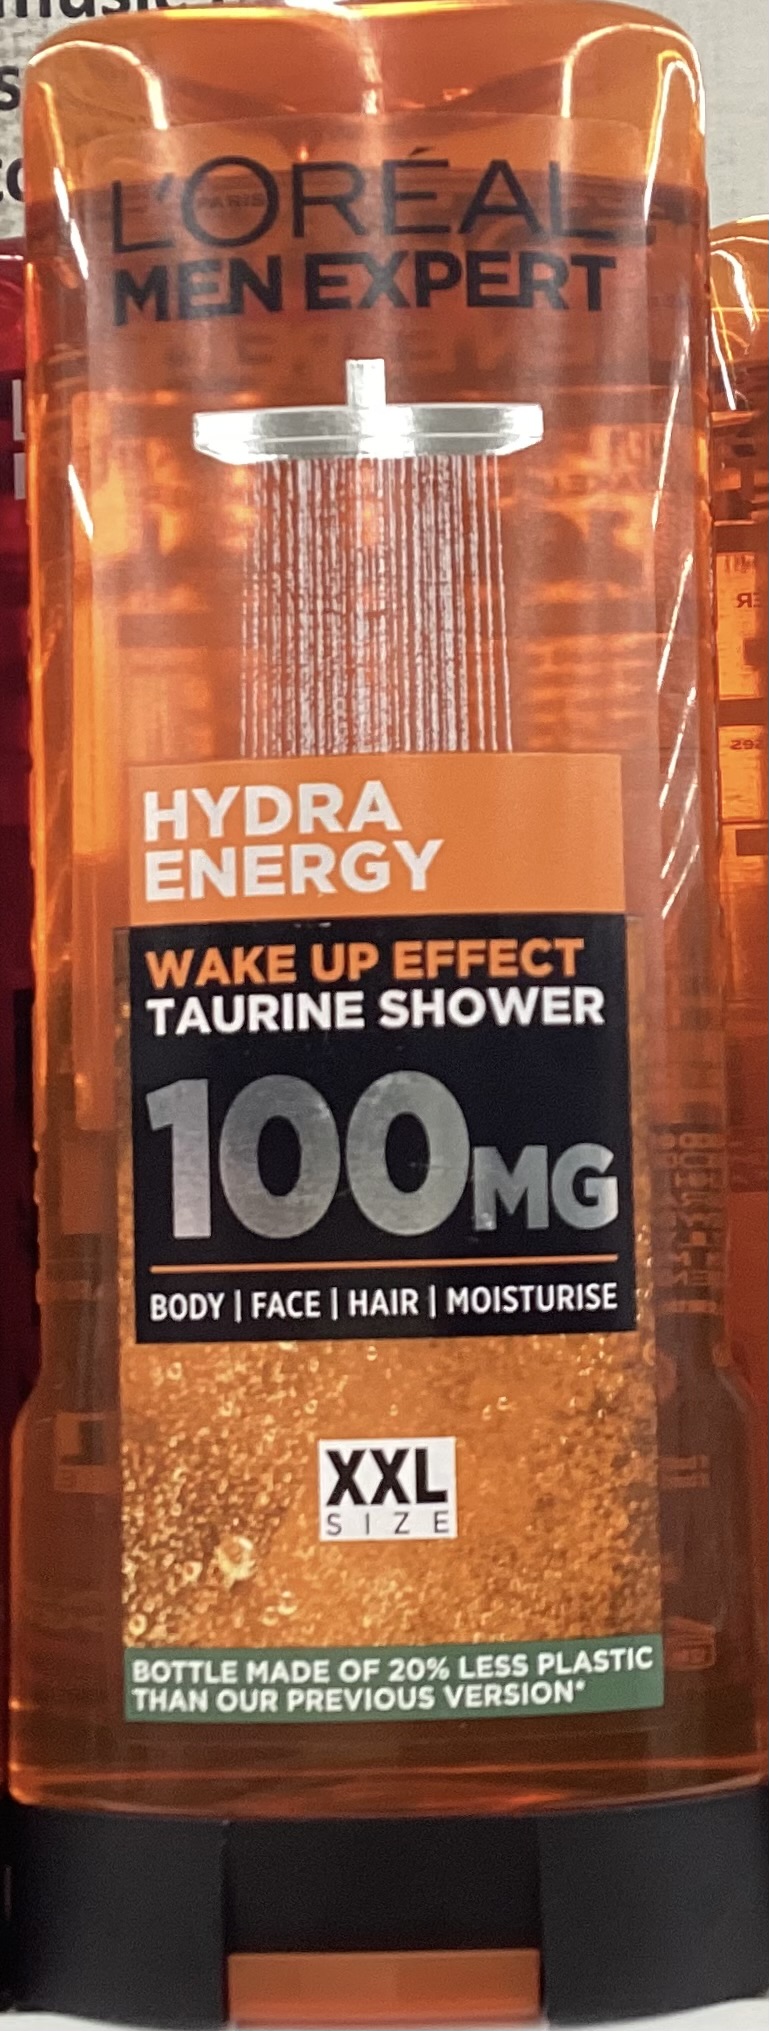 L'ORÉAL
PARIS
MEN EXPERT
HYDRA
ENERGY
WAKE UP EFFECT
TAURINE SHOWER
100MG
BODY | FACE | HAIR | MOISTURISE
XXL
SIZE
BOTTLE MADE OF 20% LESS PLASTIC
THAN OUR PREVIOUS VERSION*